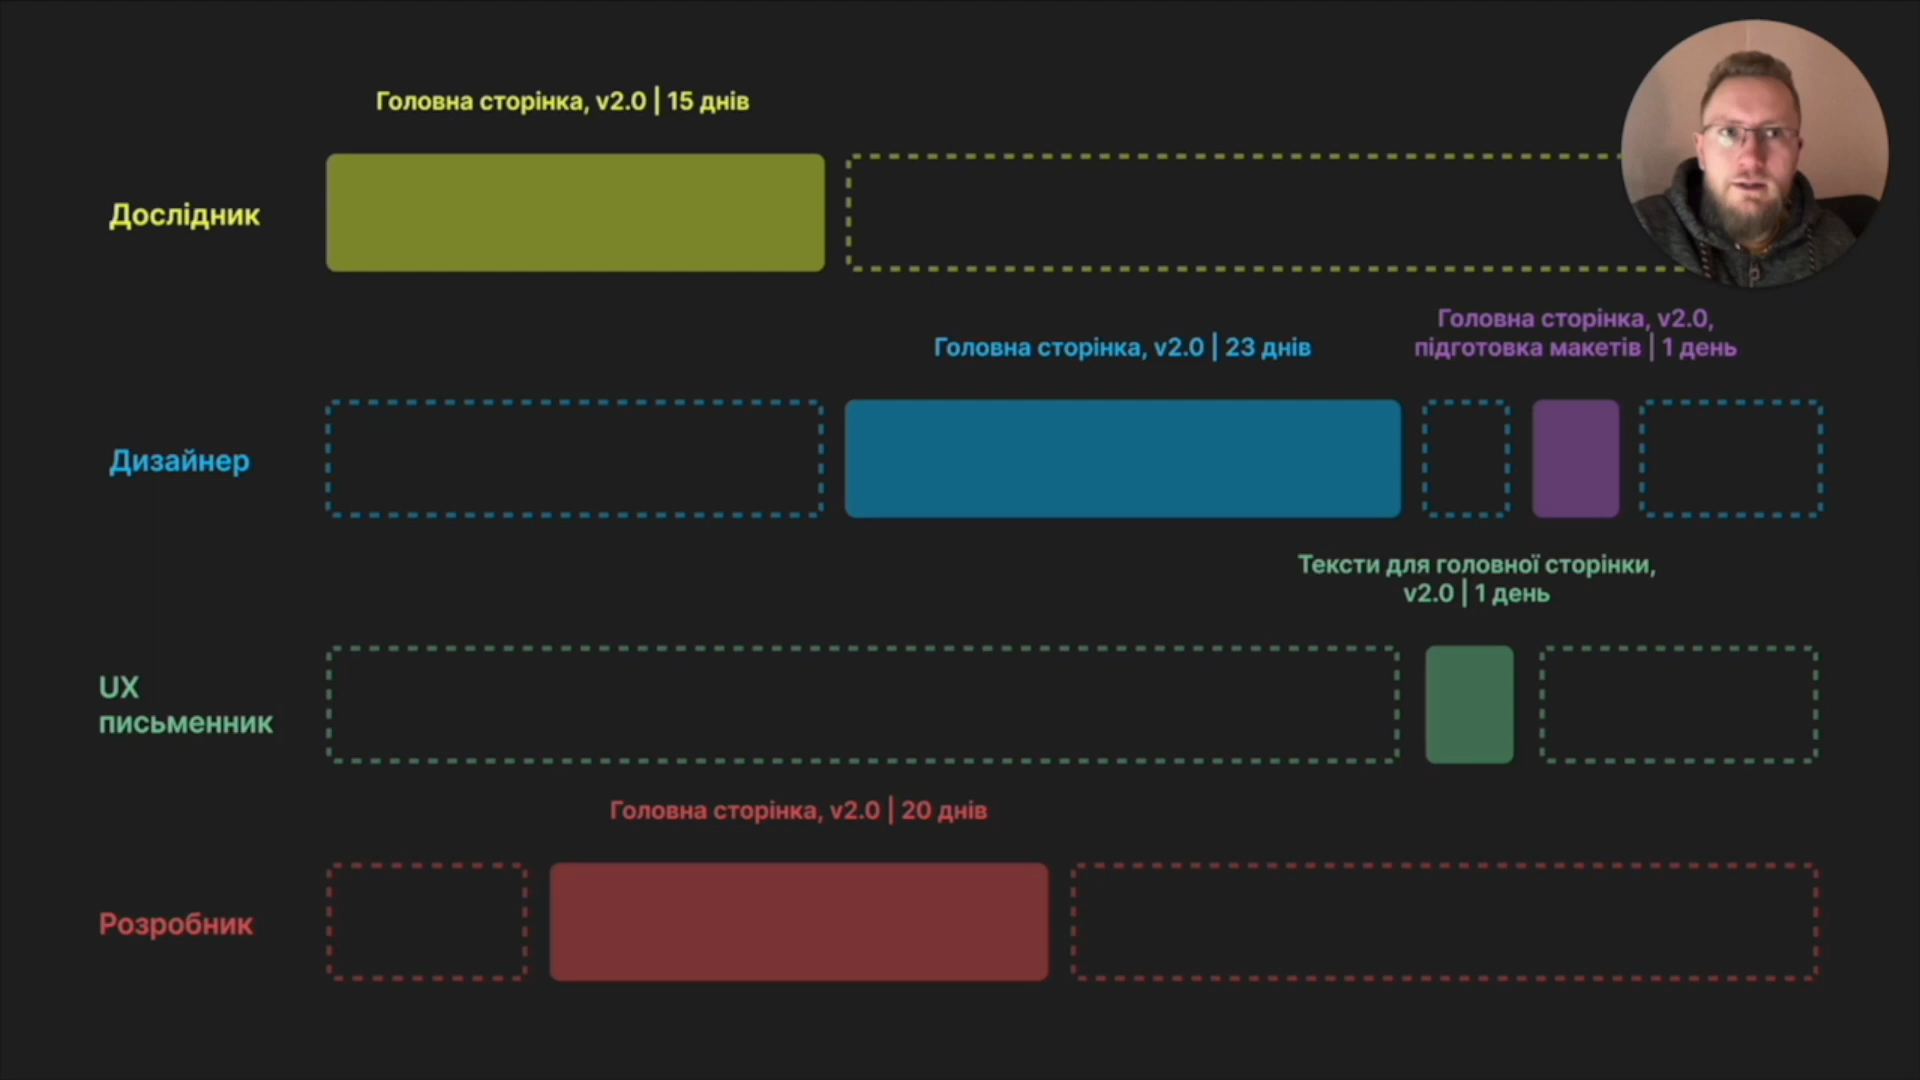 Головна сторінка, v2.0 | 15 днів
Дослідник
Головна сторінка, v2.0 | 23 днів
Головна сторінка, v2.0,
підготовка макетів | 1 день
Дизайнер
Тексти для головної сторінки,
v2.0 | 1 день
UX
письменник
Головна сторінка, v2.0 | 20 днів
Розробник